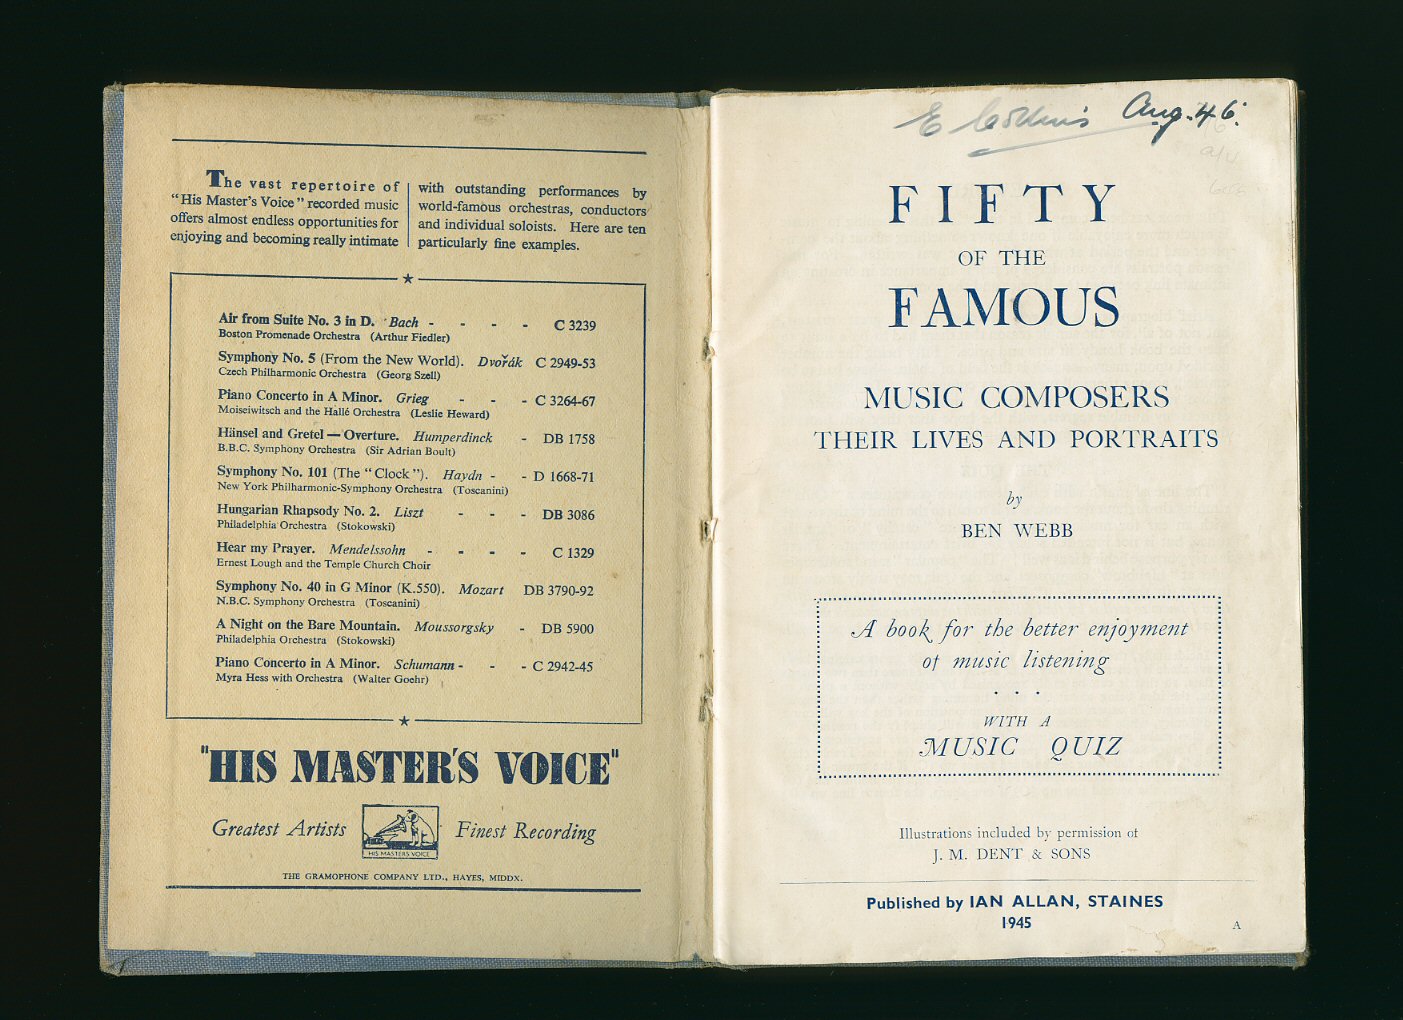 The vast repertoire of
"His Master's Voice" recorded music
offers almost endless opportunities for
enjoying and becoming really intimate
with outstanding performances by
world-famous orchestras, conductors
and individual soloists. Here are ten
particularly fine examples.
Air from Suite No. 3 in D. Bach - - - - C 3239
Boston Promenade Orchestra (Arthur Fiedler)
Symphony No. 5 (From the New World). Dvořák C 2949-53
Czech Philharmonic Orchestra (Georg Szell)
Piano Concerto in A Minor. Grieg - - - C 3264-67
Moiseiwitsch and the Hallé Orchestra (Leslie Heward)
Hänsel and Gretel — Overture. Humperdinck - DB 1758
B.B.C. Symphony Orchestra (Sir Adrian Boult)
Symphony No. 101 (The "Clock"). Haydn - - D 1668-71
New York Philharmonic-Symphony Orchestra (Toscanini)
Hungarian Rhapsody No. 2. Liszt - - - DB 3086
Philadelphia Orchestra (Stokowski)
Hear my Prayer. Mendelssohn - - - - C 1329
Ernest Lough and the Temple Church Choir
Symphony No. 40 in G Minor (K.550). Mozart DB 3790-92
N.B.C. Symphony Orchestra (Toscanini)
A Night on the Bare Mountain. Moussorgsky - DB 5900
Philadelphia Orchestra (Stokowski)
Piano Concerto in A Minor. Schumann - - - C 2942-45
Myra Hess with Orchestra (Walter Goehr)
"HIS MASTER'S VOICE"
Greatest Artists Finest Recording
HIS MASTERS VOICE
THE GRAMOPHONE COMPANY LTD., HAYES, MIDDX.
E Aug. 46.
FIFTY
OF THE
FAMOUS
MUSIC COMPOSERS
THEIR LIVES AND PORTRAITS
by
BEN WEBB
A book for the better enjoyment
of music listening
. . .
WITH A
MUSIC QUIZ
Illustrations included by permission of
J. M. DENT & SONS
Published by IAN ALLAN, STAINES
1945
A